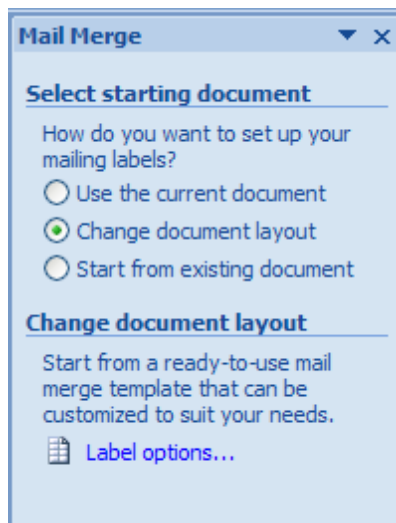 Mail Merge
Select starting document
How do you want to set up your
mailing labels?
Use the current document
Change document layout
Start from existing document
Change document layout
Start from a ready-to-use mail
merge template that can be
customized to suit your needs.
Label options...